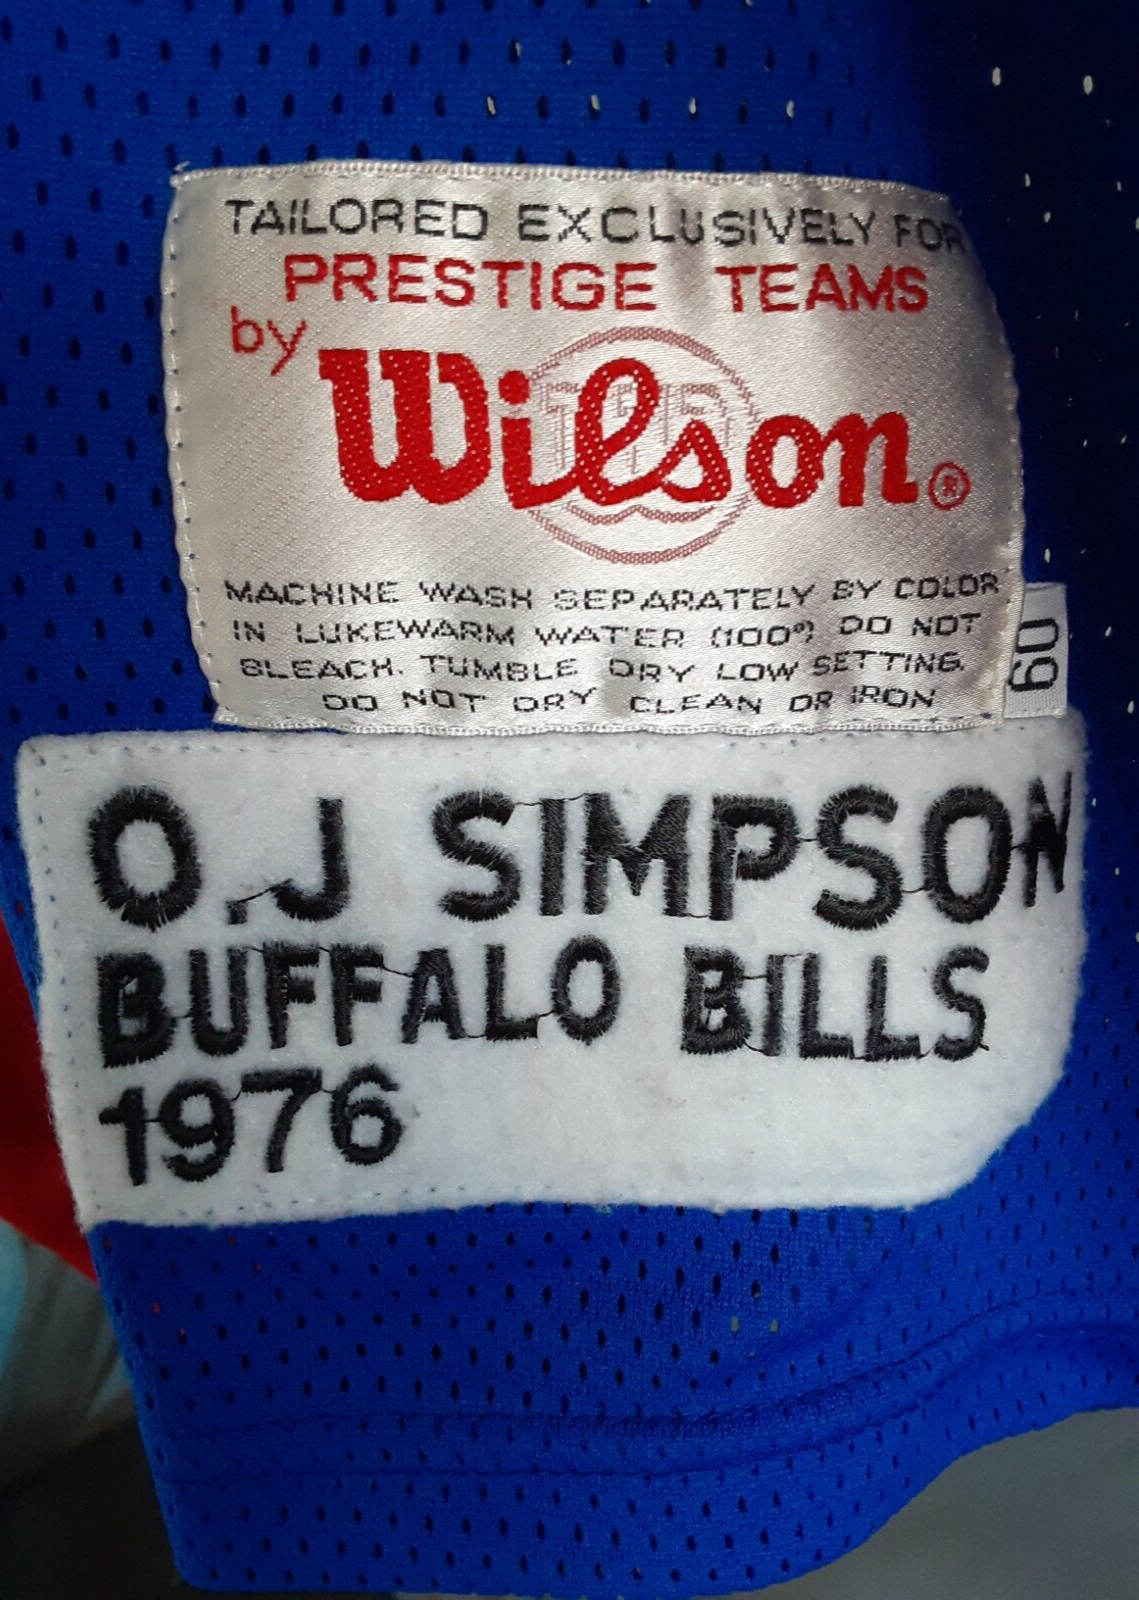 TAILORED EXCLUSIVELY FOR
PRESTIGE TEAMS
by
Wilson®
MACHINE WASH SEPARATELY BY COLOR
IN LUKEWARM WATER (100°) DO NOT
BLEACH. TUMBLE DRY LOW SETTING.
DO NOT DRY CLEAN OR IRON
60
O.J SIMPSON
BUFFALO BILLS
1976